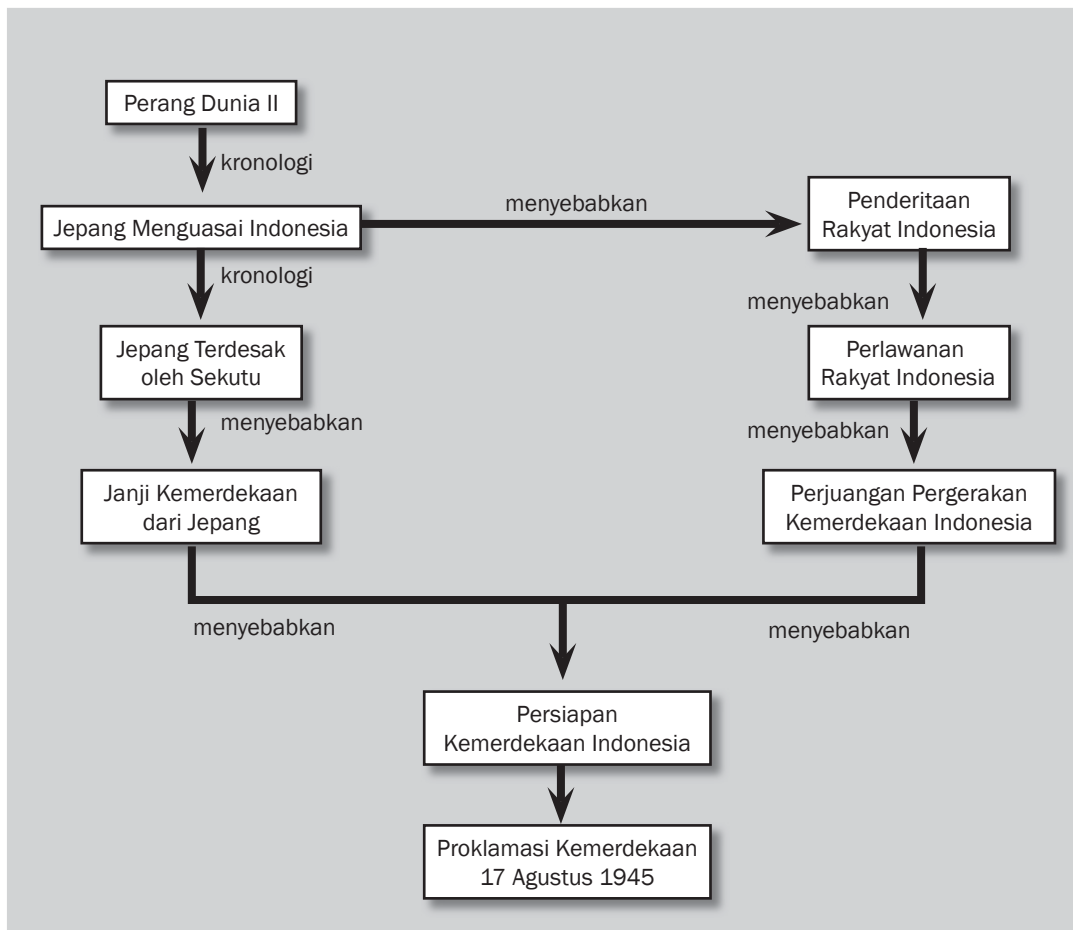 Perang Dunia II
kronologi
Jepang Menguasai Indonesia
menyebabkan
Penderitaan
Rakyat Indonesia
kronologi
menyebabkan
Jepang Terdesak
oleh Sekutu
Perlawanan
Rakyat Indonesia
menyebabkan
menyebabkan
Janji Kemerdekaan
dari Jepang
Perjuangan Pergerakan
Kemerdekaan Indonesia
menyebabkan
menyebabkan
Persiapan
Kemerdekaan Indonesia
Proklamasi Kemerdekaan
17 Agustus 1945